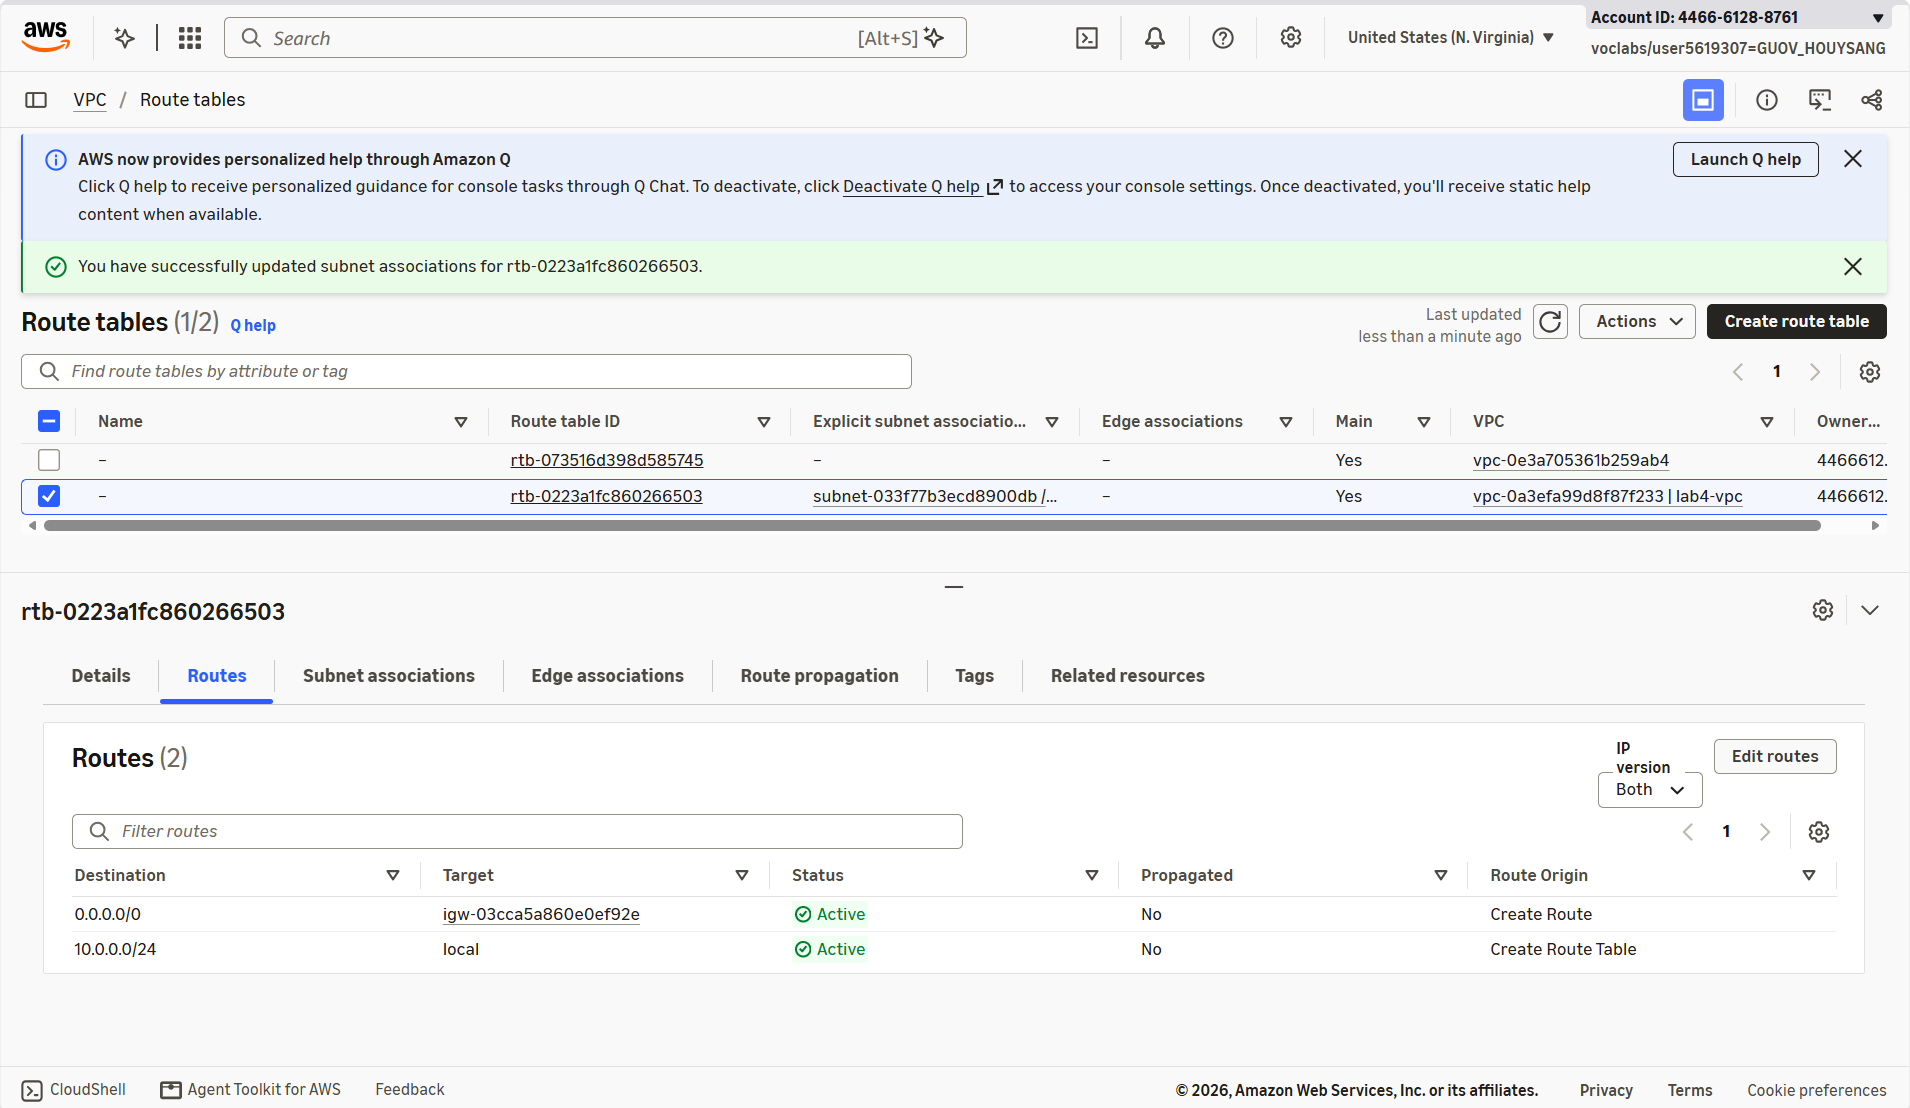 aws
Search [Alt+S]
United States (N. Virginia)
Account ID: 4466-6128-8761
voclabs/user5619307=GUOV_HOUYSANG
VPC / Route tables
AWS now provides personalized help through Amazon Q
Launch Q help
Click Q help to receive personalized guidance for console tasks through Q Chat. To deactivate, click Deactivate Q help to access your console settings. Once deactivated, you'll receive static help
content when available.
You have successfully updated subnet associations for rtb-0223a1fc860266503.
Route tables (1/2) Q help
Last updated
less than a minute ago
Actions
Create route table
Find route tables by attribute or tag
1
Name Route table ID Explicit subnet associatio... Edge associations Main VPC Owner...
– rtb-073516d398d585745 – – Yes vpc-0e3a705361b259ab4 4466612.
– rtb-0223a1fc860266503 subnet-033f77b3ecd8900db /... – Yes vpc-0a3efa99d8f87f233 | lab4-vpc 4466612.
rtb-0223a1fc860266503
Details Routes Subnet associations Edge associations Route propagation Tags Related resources
Routes (2)
IP
version
Both
Edit routes
Filter routes
1
Destination Target Status Propagated Route Origin
0.0.0.0/0 igw-03cca5a860e0ef92e Active No Create Route
10.0.0.0/24 local Active No Create Route Table
CloudShell Agent Toolkit for AWS Feedback © 2026, Amazon Web Services, Inc. or its affiliates. Privacy Terms Cookie preferences